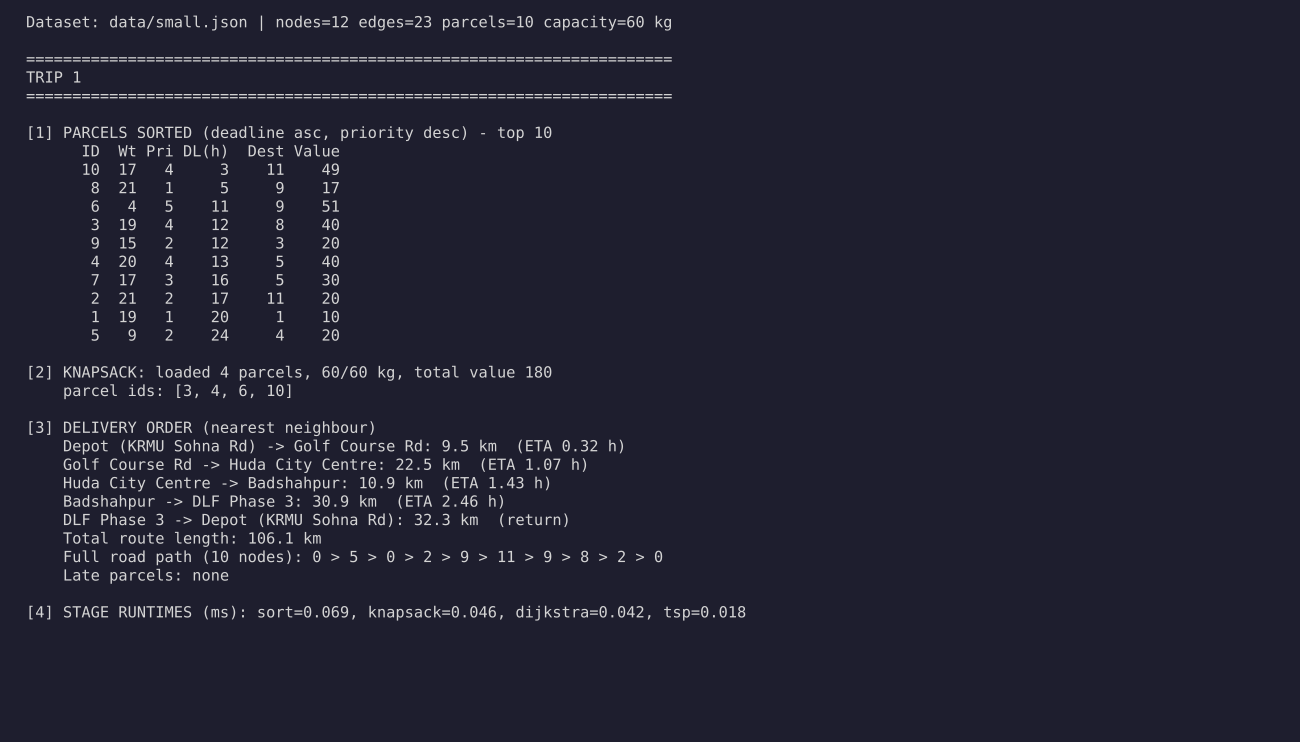 Dataset: data/small.json | nodes=12 edges=23 parcels=10 capacity=60 kg
======================================================================
TRIP 1
======================================================================
[1] PARCELS SORTED (deadline asc, priority desc) - top 10
      ID  Wt Pri DL(h)  Dest Value
      10  17   4     3    11    49
       8  21   1     5     9    17
       6   4   5    11     9    51
       3  19   4    12     8    40
       9  15   2    12     3    20
       4  20   4    13     5    40
       7  17   3    16     5    30
       2  21   2    17    11    20
       1  19   1    20     1    10
       5   9   2    24     4    20
[2] KNAPSACK: loaded 4 parcels, 60/60 kg, total value 180
    parcel ids: [3, 4, 6, 10]
[3] DELIVERY ORDER (nearest neighbour)
    Depot (KRMU Sohna Rd) -> Golf Course Rd: 9.5 km  (ETA 0.32 h)
    Golf Course Rd -> Huda City Centre: 22.5 km  (ETA 1.07 h)
    Huda City Centre -> Badshahpur: 10.9 km  (ETA 1.43 h)
    Badshahpur -> DLF Phase 3: 30.9 km  (ETA 2.46 h)
    DLF Phase 3 -> Depot (KRMU Sohna Rd): 32.3 km  (return)
    Total route length: 106.1 km
    Full road path (10 nodes): 0 > 5 > 0 > 2 > 9 > 11 > 9 > 8 > 2 > 0
    Late parcels: none
[4] STAGE RUNTIMES (ms): sort=0.069, knapsack=0.046, dijkstra=0.042, tsp=0.018